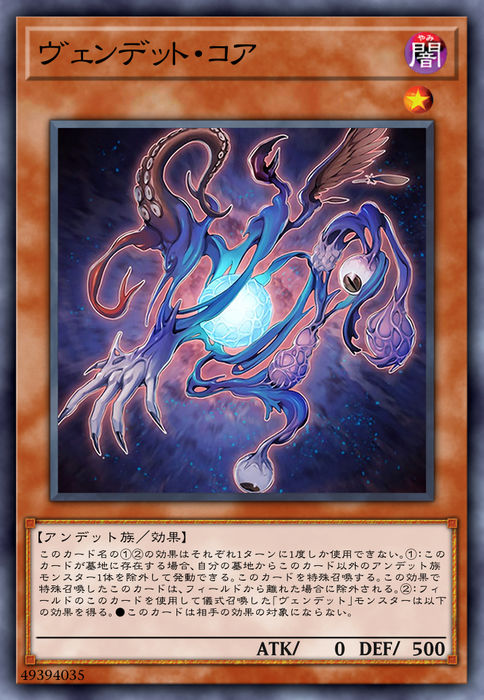 ヴェンデット・コア
やみ
闇
【アンデット族／効果】
このカード名の①②の効果はそれぞれ1ターンに1度しか使用できない。①：この
カードが墓地に存在する場合、自分の墓地からこのカード以外のアンデット族
モンスター1体を除外して発動できる。このカードを特殊召喚する。この効果で
特殊召喚したこのカードは、フィールドから離れた場合に除外される。②：フィ
ールドのこのカードを使用して儀式召喚した「ヴェンデット」モンスターは以下
の効果を得る。●このカードは相手の効果の対象にならない。
ATK/ 0 DEF/ 500
49394035